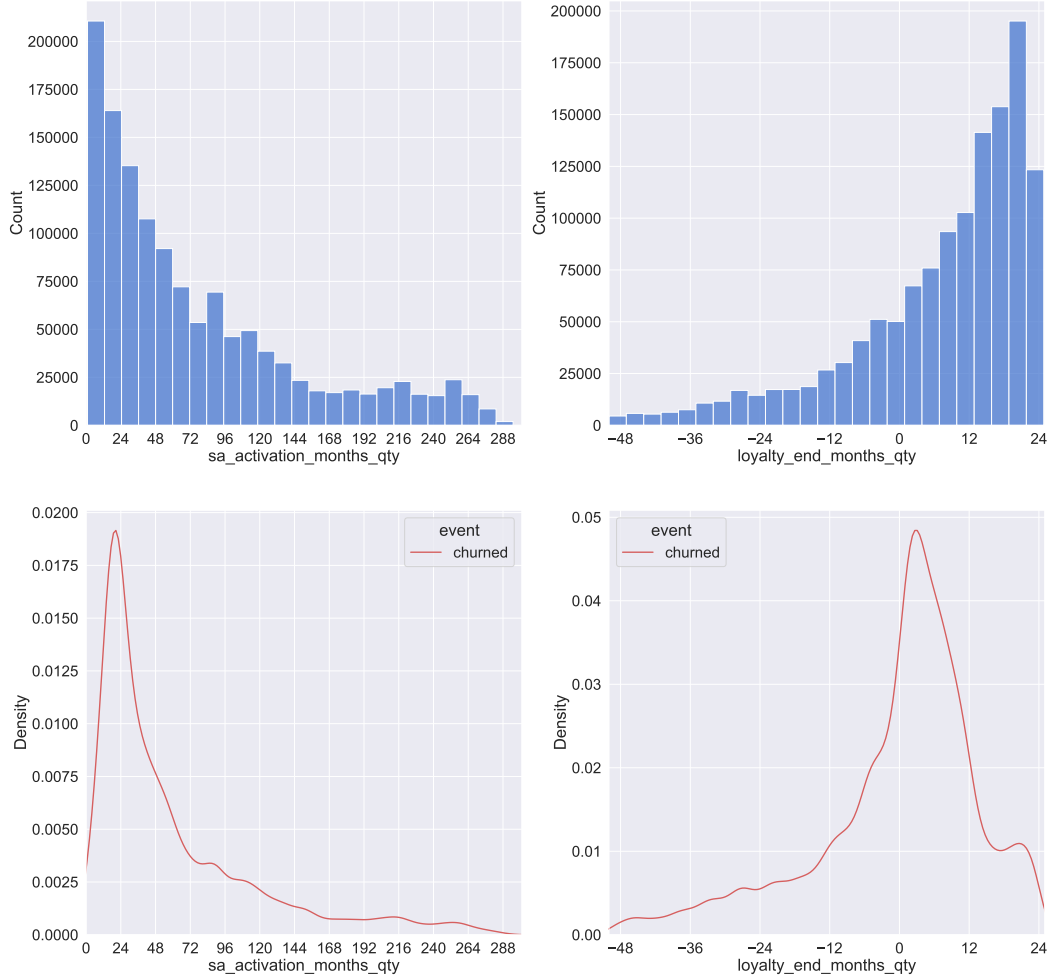 200000
175000
150000
125000
100000
75000
50000
25000
0
Count
0 24 48 72 96 120 144 168 192 216 240 264 288
sa_activation_months_qty
200000
175000
150000
125000
100000
75000
50000
25000
0
Count
−48 −36 −24 −12 0 12 24
loyalty_end_months_qty
0.0200
0.0175
0.0150
0.0125
0.0100
0.0075
0.0050
0.0025
0.0000
Density
event
churned
0 24 48 72 96 120 144 168 192 216 240 264 288
sa_activation_months_qty
0.05
0.04
0.03
0.02
0.01
0.00
Density
event
churned
−48 −36 −24 −12 0 12 24
loyalty_end_months_qty